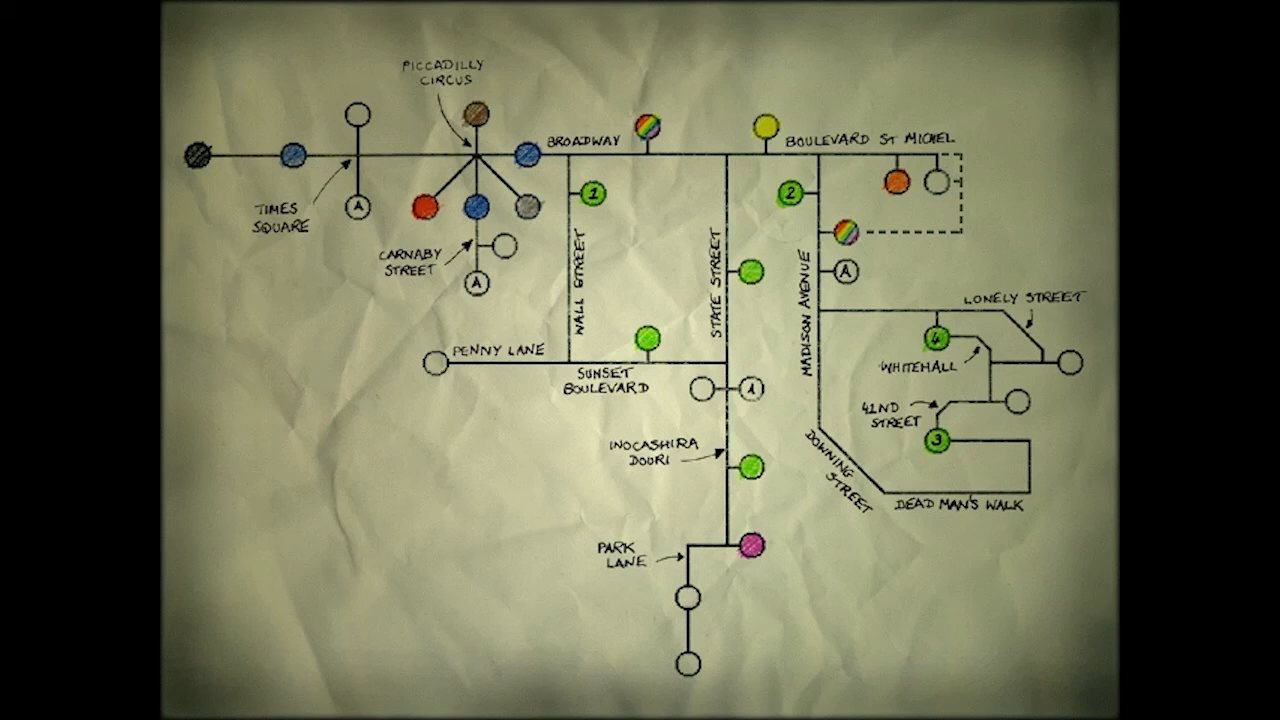 PICCADILLY
CIRCUS
BROADWAY
BOULEVARD ST MICHEL
1
2
TIMES
SQUARE
A
CARNABY
STREET
A
WALL STREET
STATE STREET
MADISON AVENUE
A
LONELY STREET
4
WHITEHALL
PENNY LANE
SUNSET
BOULEVARD
A
42ND
STREET
3
INOCASHIRA
DOURI
DOWNING
STREET
DEAD MAN'S WALK
PARK
LANE